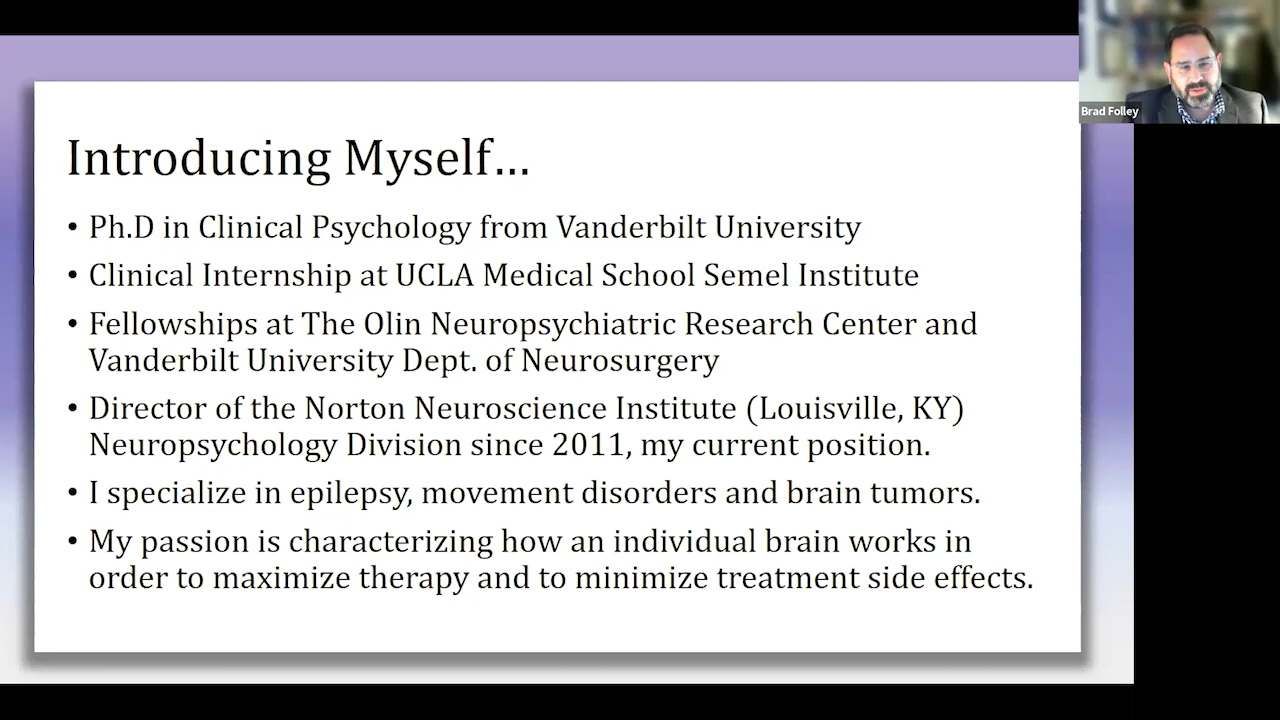 Brad Folley
Introducing Myself...
• Ph.D in Clinical Psychology from Vanderbilt University
• Clinical Internship at UCLA Medical School Semel Institute
• Fellowships at The Olin Neuropsychiatric Research Center and
Vanderbilt University Dept. of Neurosurgery
• Director of the Norton Neuroscience Institute (Louisville, KY)
Neuropsychology Division since 2011, my current position.
• I specialize in epilepsy, movement disorders and brain tumors.
• My passion is characterizing how an individual brain works in
order to maximize therapy and to minimize treatment side effects.